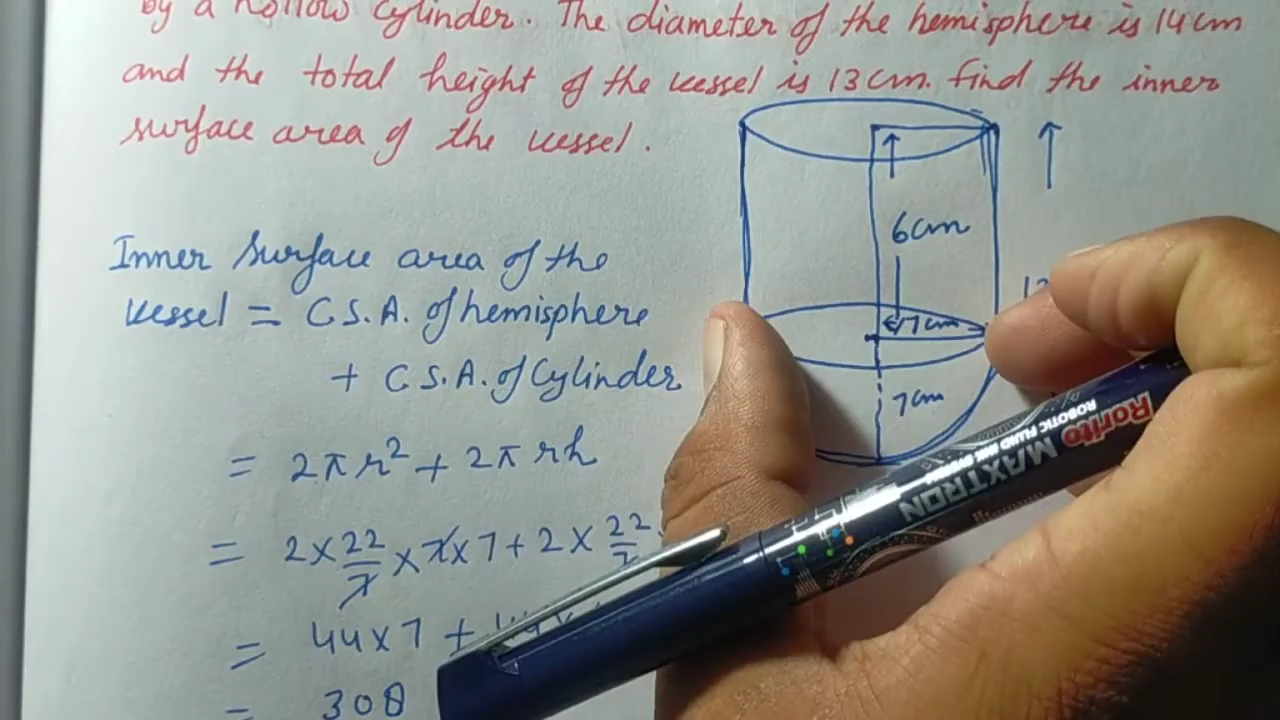 by a hollow cylinder. The diameter of the hemisphere is 14cm
and the total height of the vessel is 13cm. Find the inner
surface area of the vessel.
6cm
7cm
7cm
Inner Surface area of the
vessel = C.S.A. of hemisphere
+ C.S.A. of Cylinder
= 2πr² + 2πrh
= 2×22/7×7×7+2×22/7
= 44×7 + 44×
= 308
Rorito MAXTRON
ROBOTIC FLUID INK SYSTEM